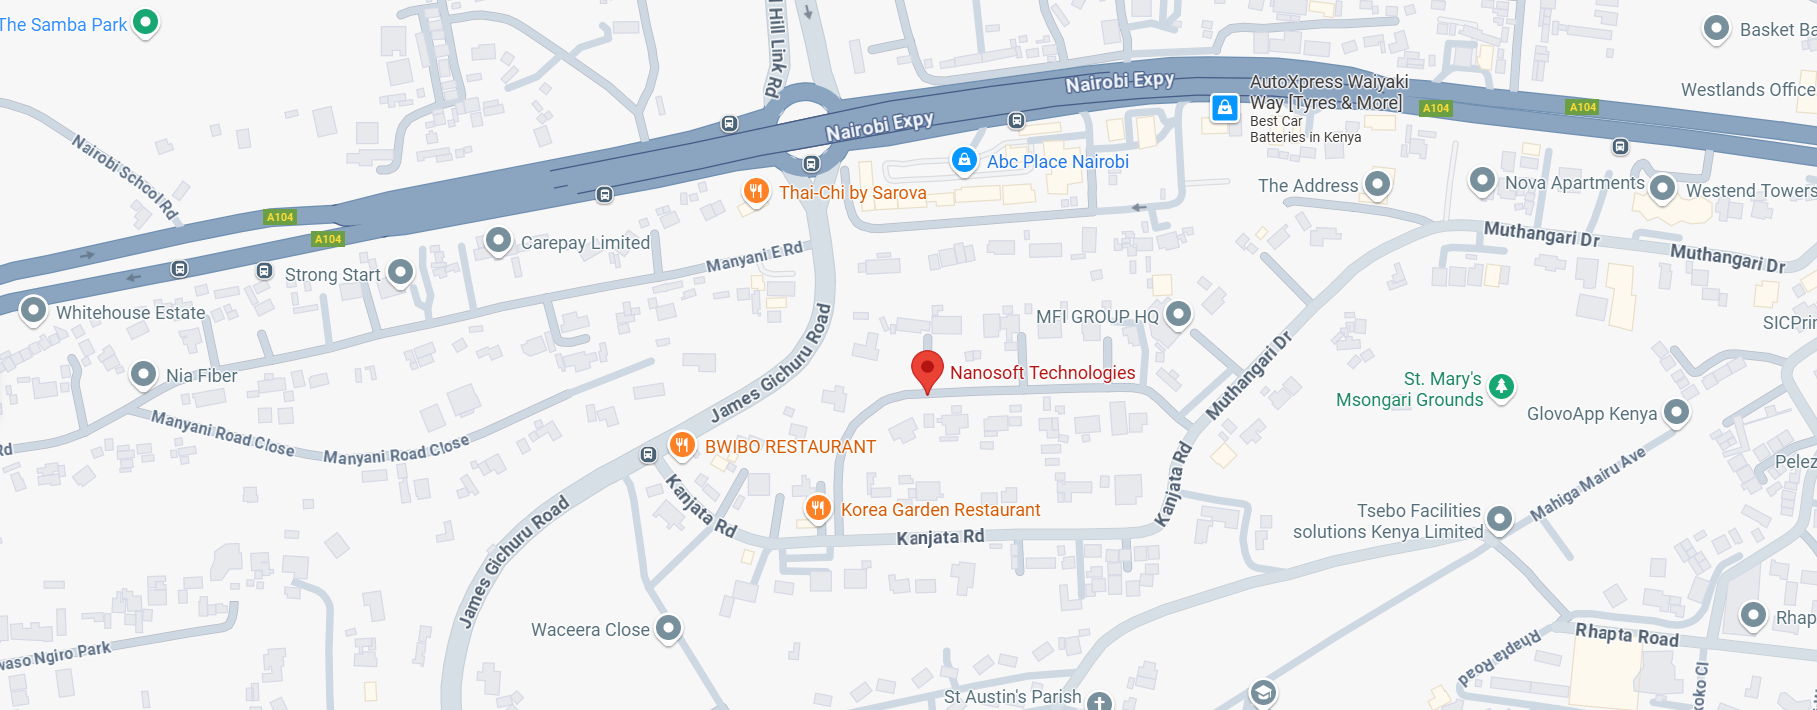 The Samba Park
Hill Link Rd
Basket Ba
Nairobi Expy
AutoXpress Waiyaki
Way [Tyres & More]
Best Car
Batteries in Kenya
Westlands Office
A104
A104
Nairobi Expy
Nairobi School Rd
Abc Place Nairobi
Thai-Chi by Sarova
The Address
Nova Apartments
Westend Towers
A104
A104
Carepay Limited
Muthangari Dr
Muthangari Dr
Manyani E Rd
Strong Start
Whitehouse Estate
MFI GROUP HQ
SICPrin
James Gichuru Road
Nia Fiber
Nanosoft Technologies
Muthangari Dr
St. Mary's
Msongari Grounds
GlovoApp Kenya
Manyani Road Close
Manyani Road Close
Rd
BWIBO RESTAURANT
Pelez
Kanjata Rd
Kanjata Rd
Mahiga Mairu Ave
Korea Garden Restaurant
Tsebo Facilities
solutions Kenya Limited
Kanjata Rd
James Gichuru Road
Waceera Close
Rhap
Rhapta Road
Rhapta Road
waso Ngiro Park
St Austin's Parish
oko Cl